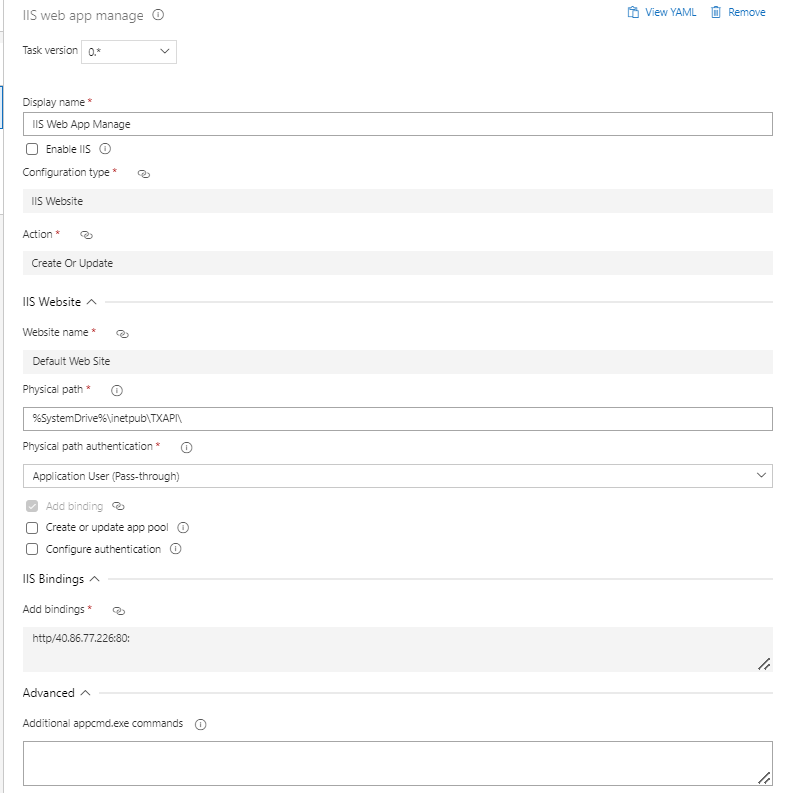 IIS web app manage
View YAML
Remove
Task version
0.*
Display name *
IIS Web App Manage
Enable IIS
Configuration type *
IIS Website
Action *
Create Or Update
IIS Website
Website name *
Default Web Site
Physical path *
%SystemDrive%\inetpub\TXAPI\
Physical path authentication *
Application User (Pass-through)
Add binding
Create or update app pool
Configure authentication
IIS Bindings
Add bindings *
http/40.86.77.226:80:
Advanced
Additional appcmd.exe commands